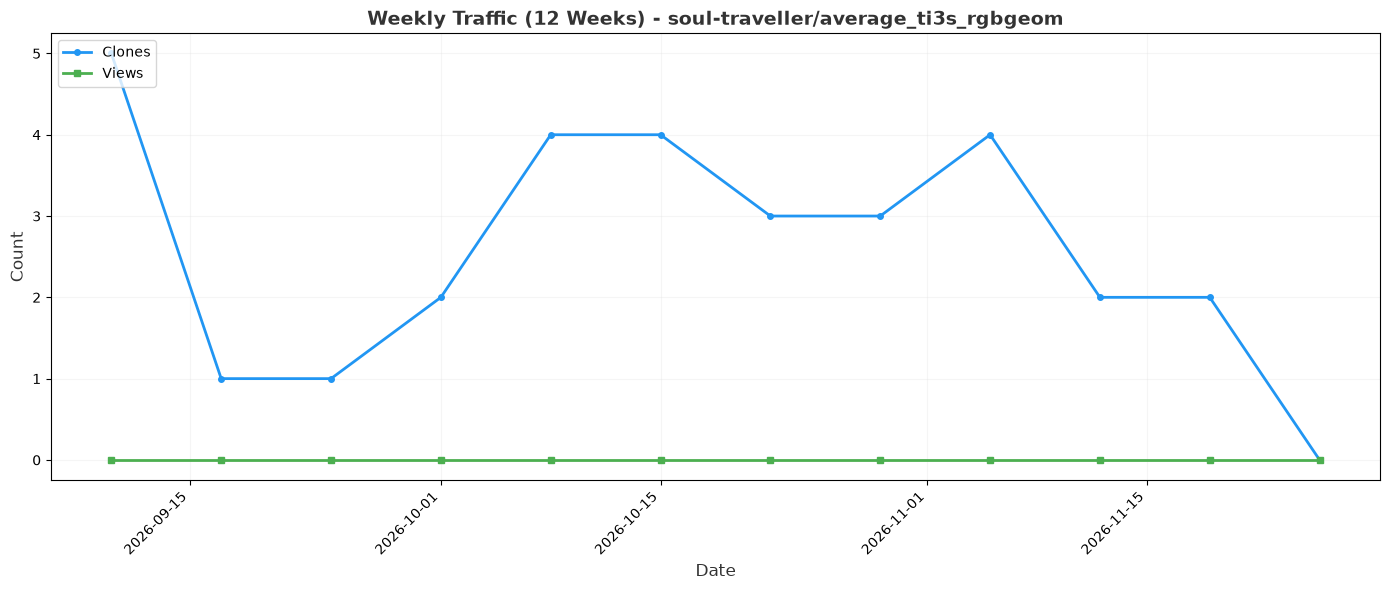 Weekly Traffic (12 Weeks) - soul-traveller/average_ti3s_rgbgeom
Clones
Views
5
4
3
2
1
0
Count
2026-09-15
2026-10-01
2026-10-15
2026-11-01
2026-11-15
Date